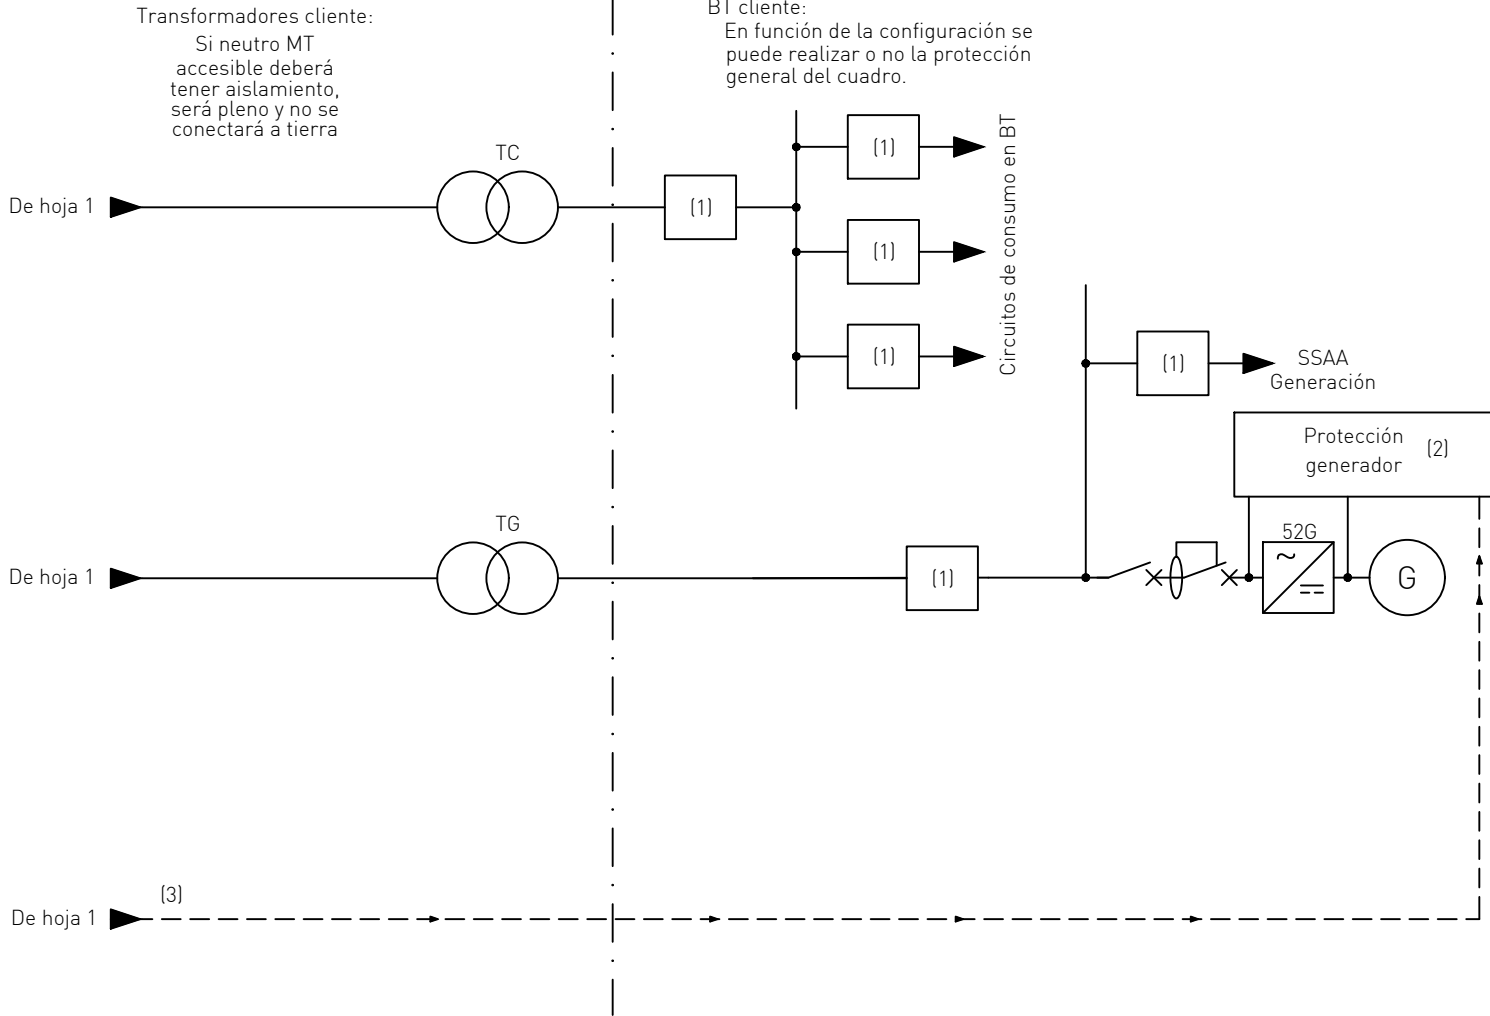 Transformadores cliente:
Si neutro MT
accesible deberá
tener aislamiento,
será pleno y no se
conectará a tierra
BT cliente:
En función de la configuración se
puede realizar o no la protección
general del cuadro.
TC
De hoja 1
(1)
(1)
(1)
(1)
Circuitos de consumo en BT
(1)
SSAA
Generación
Protección
generador
(2)
TG
De hoja 1
(1)
52G
~
G
(3)
De hoja 1